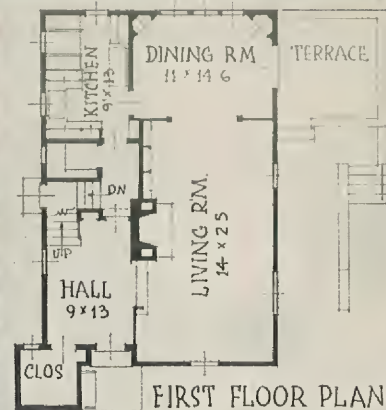 KITCHEN
9'×13
DINING RM
11 × 14 6
TERRACE
DN
UP
LIVING R'M.
14 × 25
HALL
9 × 13
CLOS
FIRST FLOOR PLAN